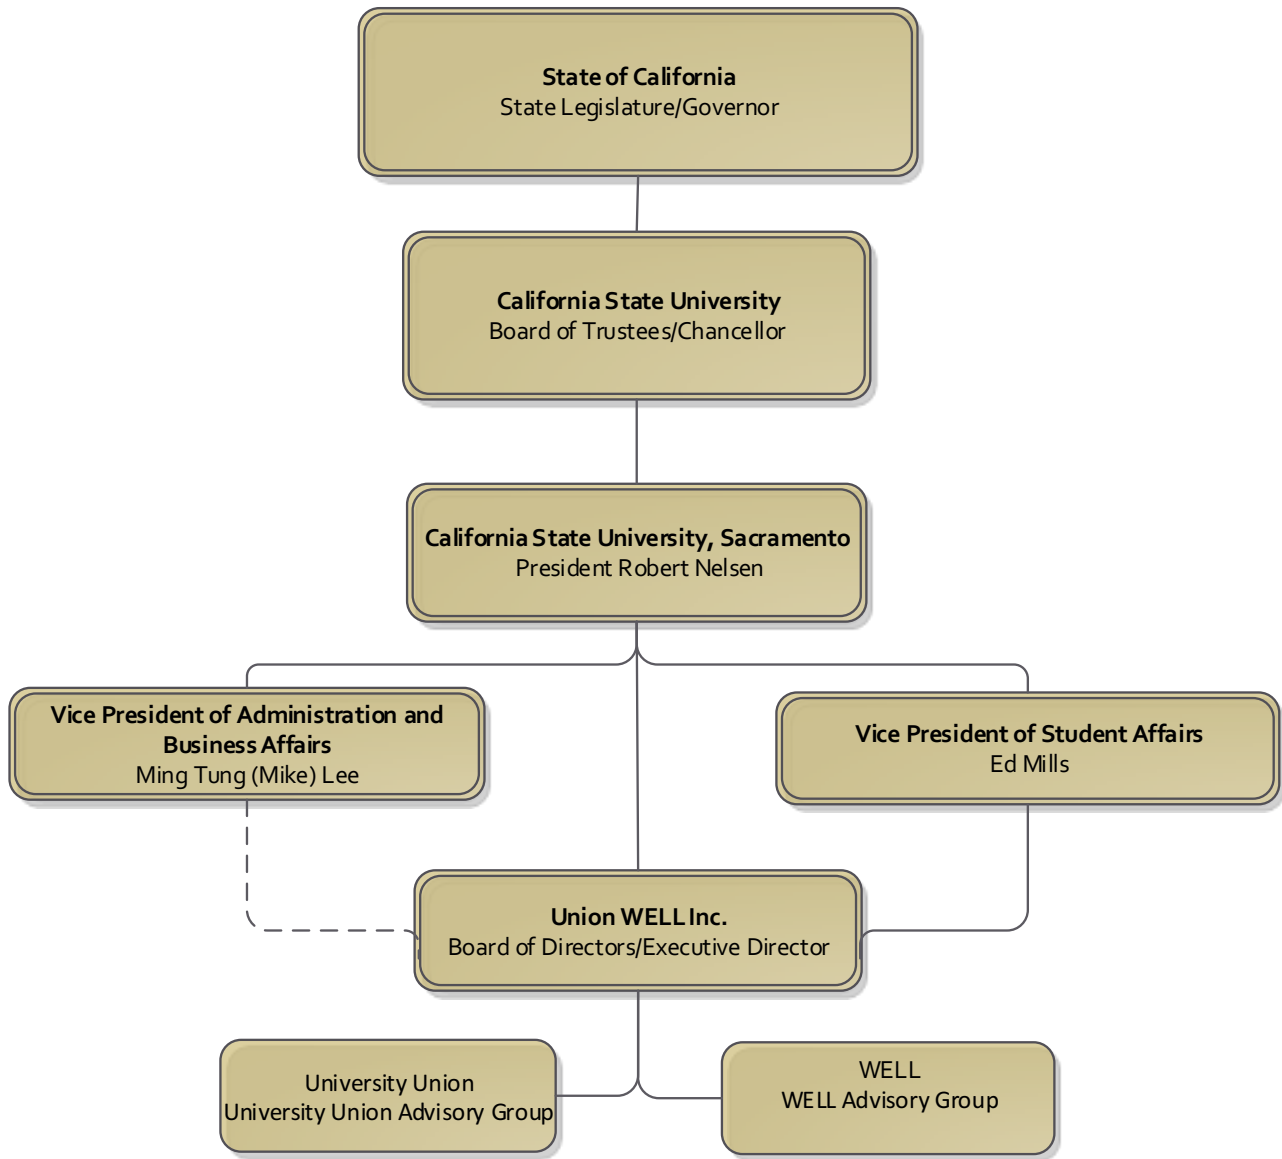 State of California
State Legislature/Governor
California State University
Board of Trustees/Chancellor
California State University, Sacramento
President Robert Nelsen
Vice President of Administration and
Business Affairs
Ming Tung (Mike) Lee
Vice President of Student Affairs
Ed Mills
Union WELL Inc.
Board of Directors/Executive Director
University Union
University Union Advisory Group
WELL
WELL Advisory Group